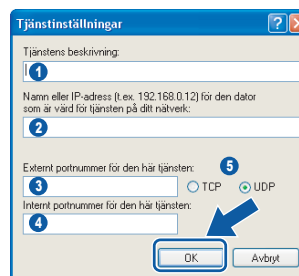 Tjänstinställningar
Tjänstens beskrivning:
1
Namn eller IP-adress (t.ex. 192.168.0.12) för den dator
som är värd för tjänsten på ditt nätverk:
2
Externt portnummer för den här tjänsten: 5
3 TCP UDP
Internt portnummer för den här tjänsten:
4
OK Avbryt